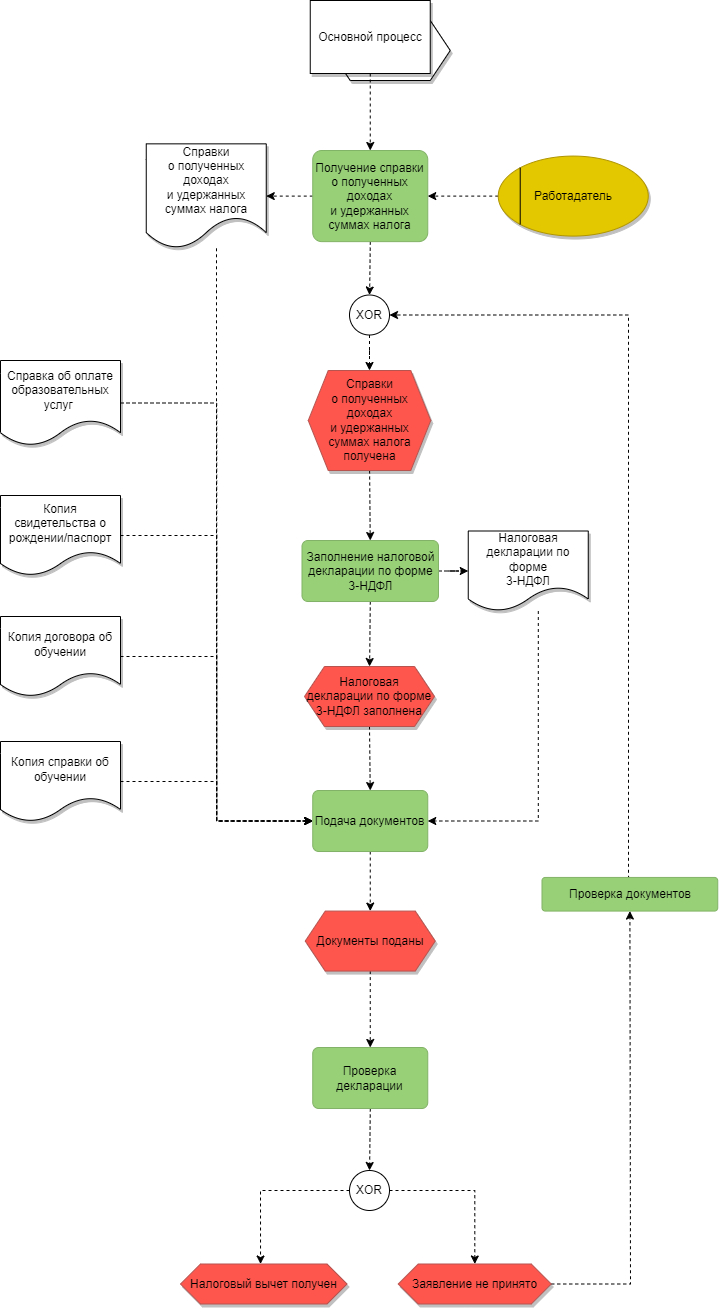 Основной процесс
Справки
о полученных
доходах
и удержанных
суммах налога
Получение справки
о полученных
доходах
и удержанных
суммах налога
Работадатель
XOR
Справка об оплате
образовательных
услуг
Справки
о полученных
доходах
и удержанных
суммах налога
получена
Копия
свидетельства о
рождении/паспорт
Заполнение налоговой
декларации по форме
3-НДФЛ
Налоговая
декларации по
форме
3-НДФЛ
Копия договора об
обучении
Налоговая
декларации по форме
3-НДФЛ заполнена
Копия справки об
обучении
Подача документов
Проверка документов
Документы поданы
Проверка
декларации
XOR
Налоговый вычет получен
Заявление не принято